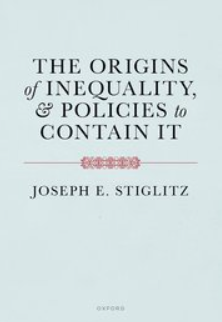 THE ORIGINS
of INEQUALITY,
& POLICIES to
CONTAIN IT
JOSEPH E. STIGLITZ
OXFORD